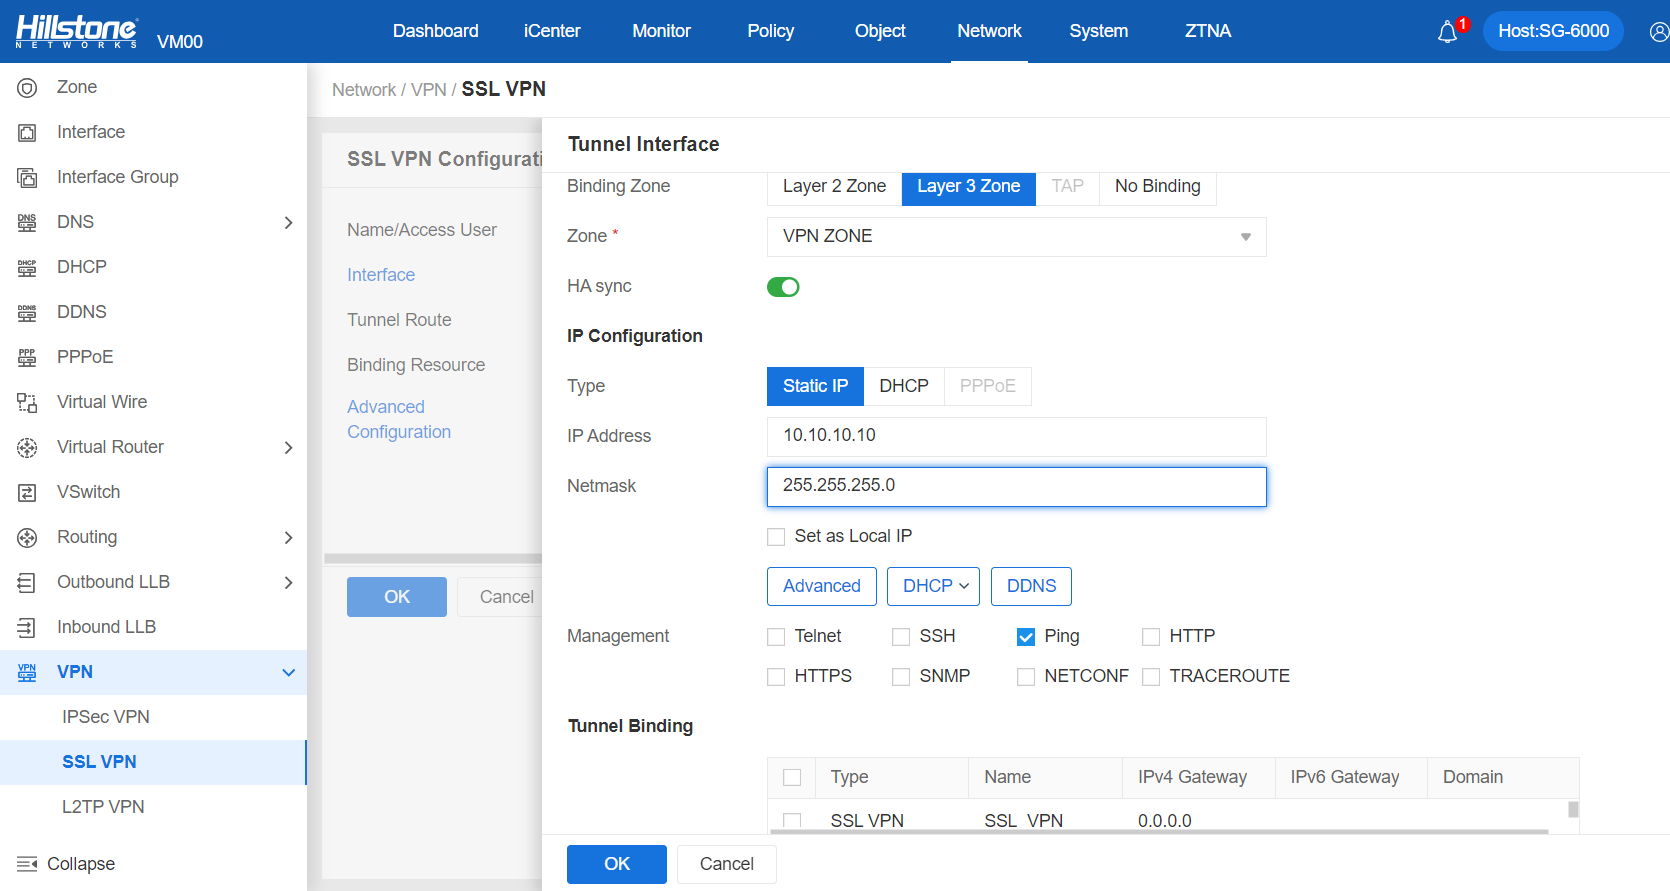 Hillstone
NETWORKS
VM00
Dashboard
iCenter
Monitor
Policy
Object
Network
System
ZTNA
1
Host:SG-6000
Zone
Interface
Interface Group
DNS
DNS
DHCP
DHCP
DDNS
DDNS
PPP
PPPoE
Virtual Wire
Virtual Router
VSwitch
Routing
Outbound LLB
Inbound LLB
VPN
VPN
IPSec VPN
SSL VPN
L2TP VPN
Collapse
Network / VPN / SSL VPN
SSL VPN Configurati
Name/Access User
Interface
Tunnel Route
Binding Resource
Advanced
Configuration
OK
Cancel
Tunnel Interface
Binding Zone
Layer 2 Zone
Layer 3 Zone
TAP
No Binding
Zone *
VPN ZONE
HA sync
IP Configuration
Type
Static IP
DHCP
PPPoE
IP Address
10.10.10.10
Netmask
255.255.255.0
Set as Local IP
Advanced
DHCP
DDNS
Management
Telnet
SSH
Ping
HTTP
HTTPS
SNMP
NETCONF
TRACEROUTE
Tunnel Binding
Type
Name
IPv4 Gateway
IPv6 Gateway
Domain
SSL VPN
SSL_VPN
0.0.0.0
OK
Cancel